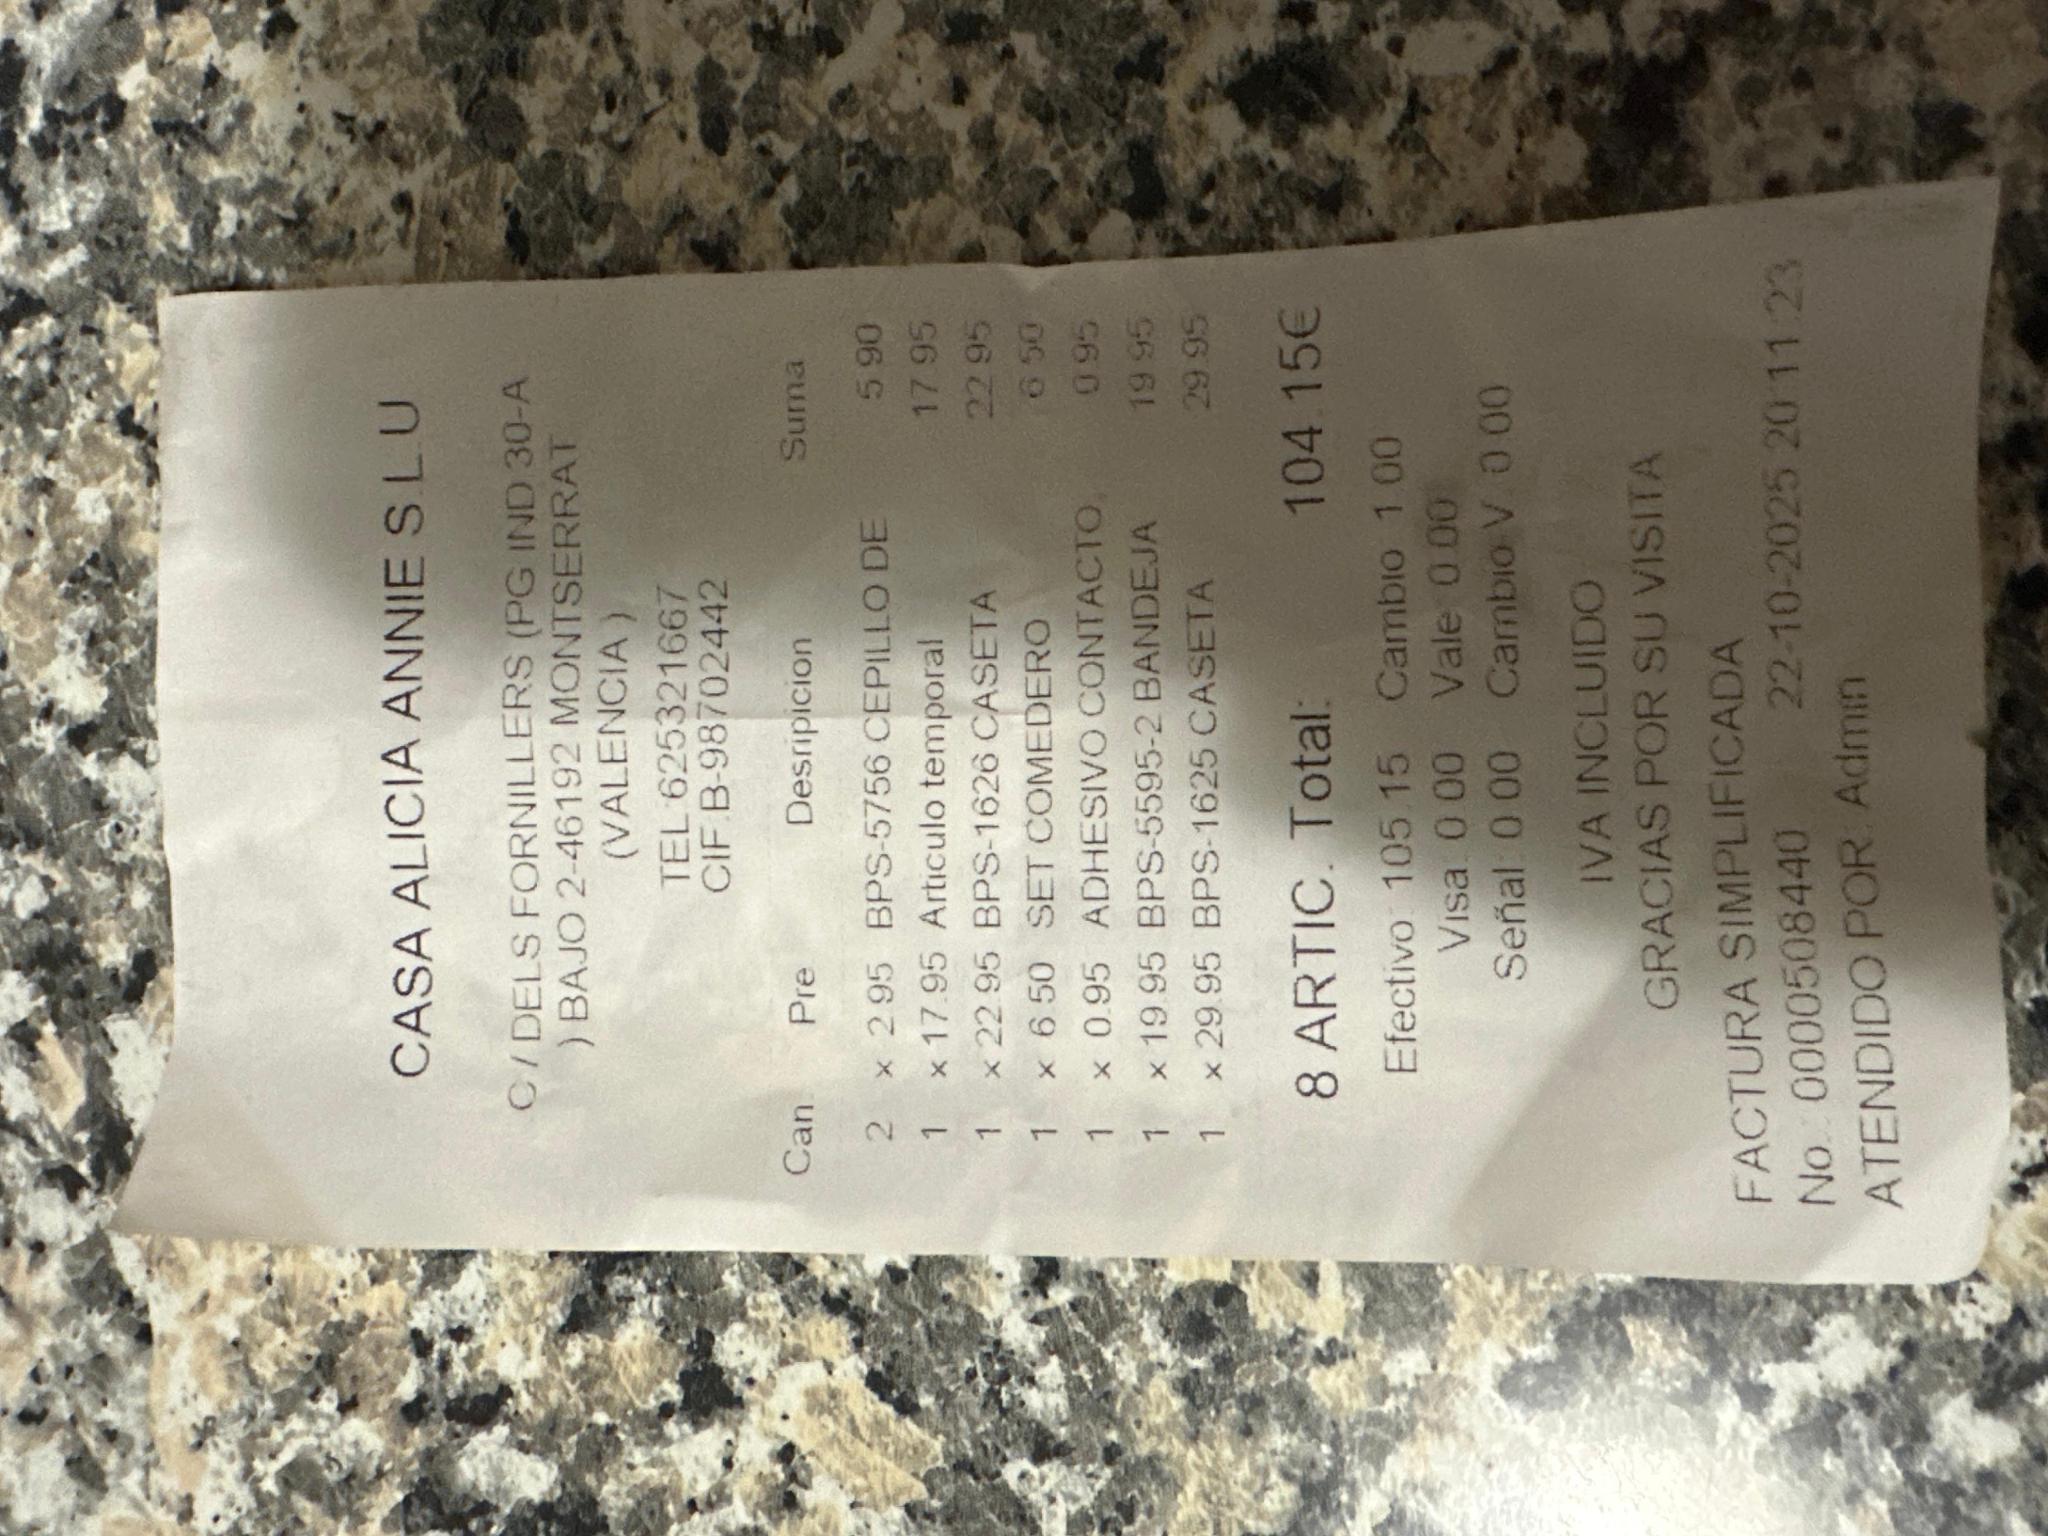 CASA ALICIA ANNIE S.L.U
C / DELS FORNILLERS (PG IND 30-A
) BAJO 2-46192 MONTSERRAT
(VALENCIA )
TEL:625321667
CIF.B-98702442
Can Pre Desripicion Suma
2 x 2.95 BPS-5756 CEPILLO DE 5.90
1 x 17.95 Articulo temporal 17.95
1 x 22.95 BPS-1626 CASETA 22.95
1 x 6.50 SET COMEDERO 6.50
1 x 0.95 ADHESIVO CONTACTO, 0.95
1 x 19.95 BPS-5595-2 BANDEJA 19.95
1 x 29.95 BPS-1625 CASETA 29.95
8 ARTIC. Total: 104.15€
Efectivo: 105.15 Cambio 1.00
Visa: 0.00 Vale 0.00
Señal: 0.00 Cambio V. 0.00
IVA INCLUIDO
GRACIAS POR SU VISITA
FACTURA SIMPLIFICADA
No.: 0000508440 22-10-2025 20:11:23
ATENDIDO POR: Admin